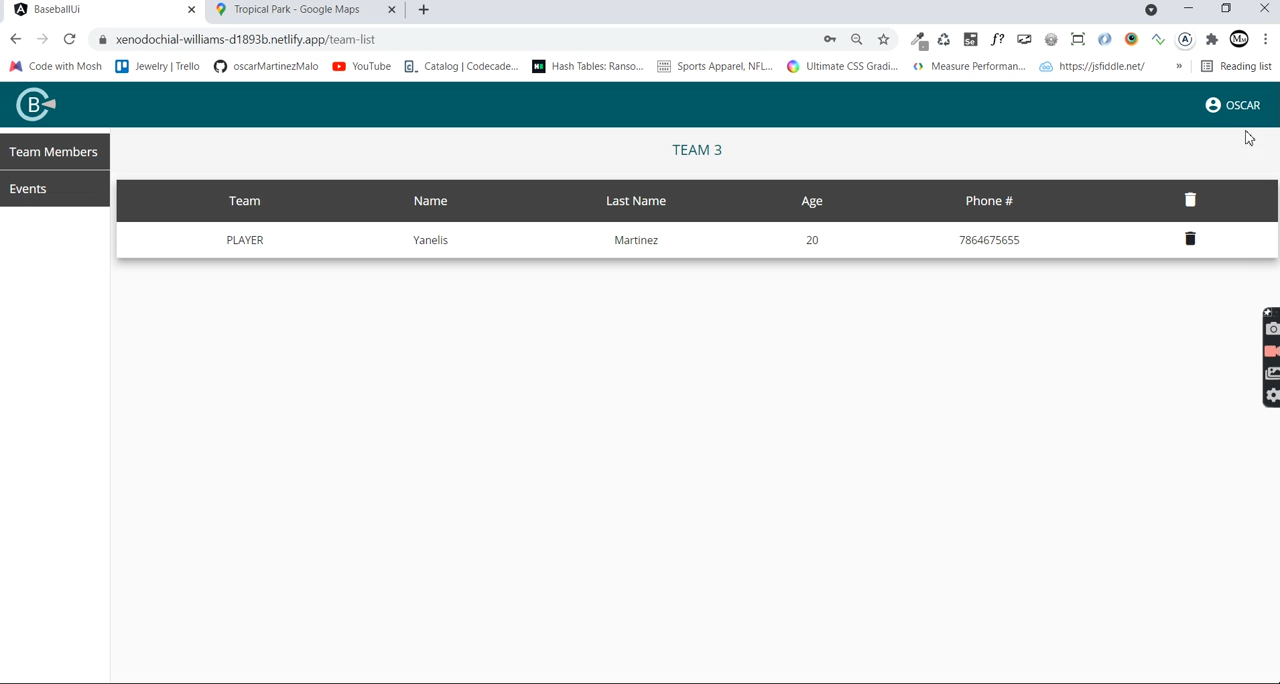 BaseballUi
Tropical Park - Google Maps
xenodochial-williams-d1893b.netlify.app/team-list
Se
f?
A
Mm
Code with Mosh
Jewelry | Trello
oscarMartinezMalo
YouTube
Catalog | Codecade...
Hash Tables: Ranso...
Sports Apparel, NFL...
Ultimate CSS Gradi...
Measure Performan...
https://jsfiddle.net/
»
Reading list
B
OSCAR
Team Members
TEAM 3
Events
Team Name Last Name Age Phone #
PLAYER Yanelis Martinez 20 7864675655